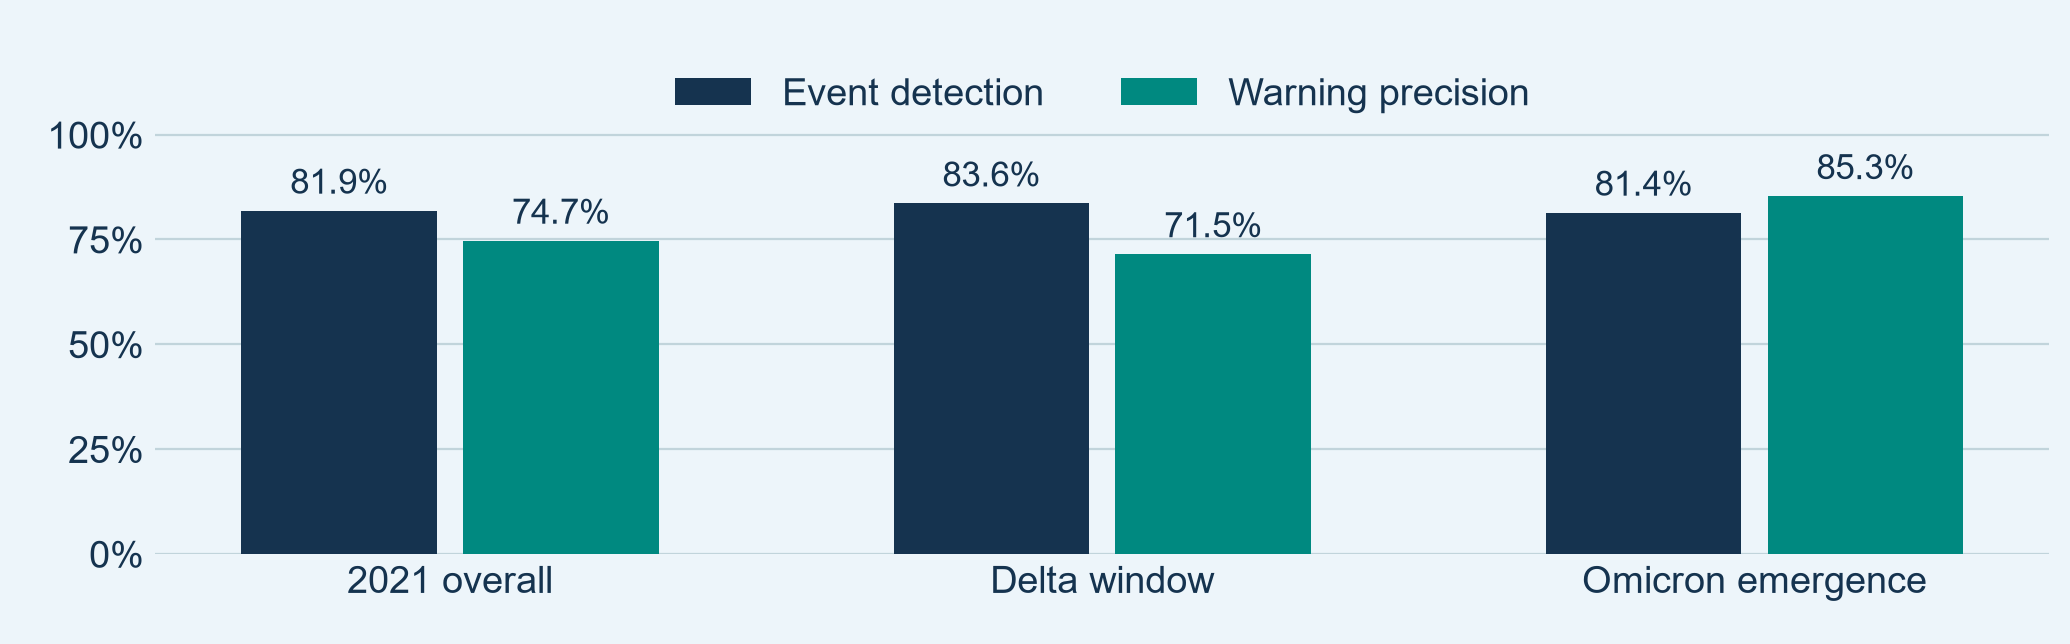 Event detection Warning precision
100%
75%
50%
25%
0%
81.9% 74.7% 83.6% 71.5% 81.4% 85.3%
2021 overall Delta window Omicron emergence